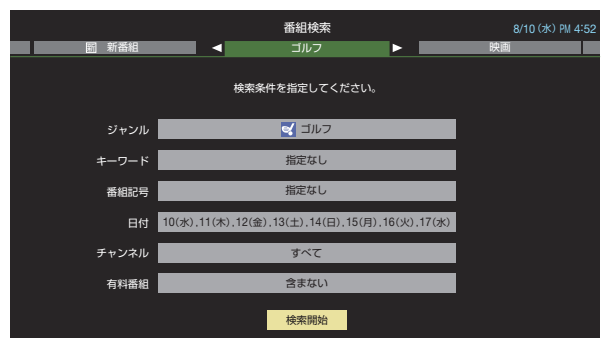 番組検索
8/10(水) PM 4:52
新番組
◀ ゴルフ ▶
映画
検索条件を指定してください。
ジャンル ゴルフ
キーワード 指定なし
番組記号 指定なし
日付 10(水),11(木),12(金),13(土),14(日),15(月),16(火),17(水)
チャンネル すべて
有料番組 含まない
検索開始